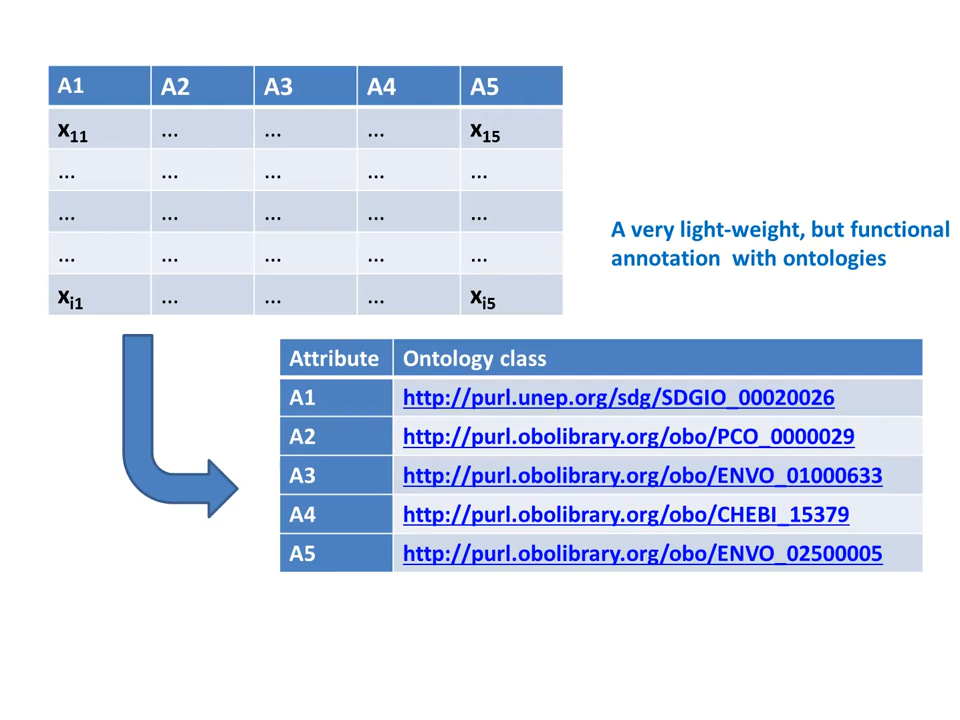 A1 A2 A3 A4 A5
x11 ... ... ... x15
... ... ... ... ...
... ... ... ... ...
... ... ... ... ...
xi1 ... ... ... xi5
A very light-weight, but functional
annotation with ontologies
Attribute Ontology class
A1 http://purl.unep.org/sdg/SDGIO_00020026
A2 http://purl.obolibrary.org/obo/PCO_0000029
A3 http://purl.obolibrary.org/obo/ENVO_01000633
A4 http://purl.obolibrary.org/obo/CHEBI_15379
A5 http://purl.obolibrary.org/obo/ENVO_02500005